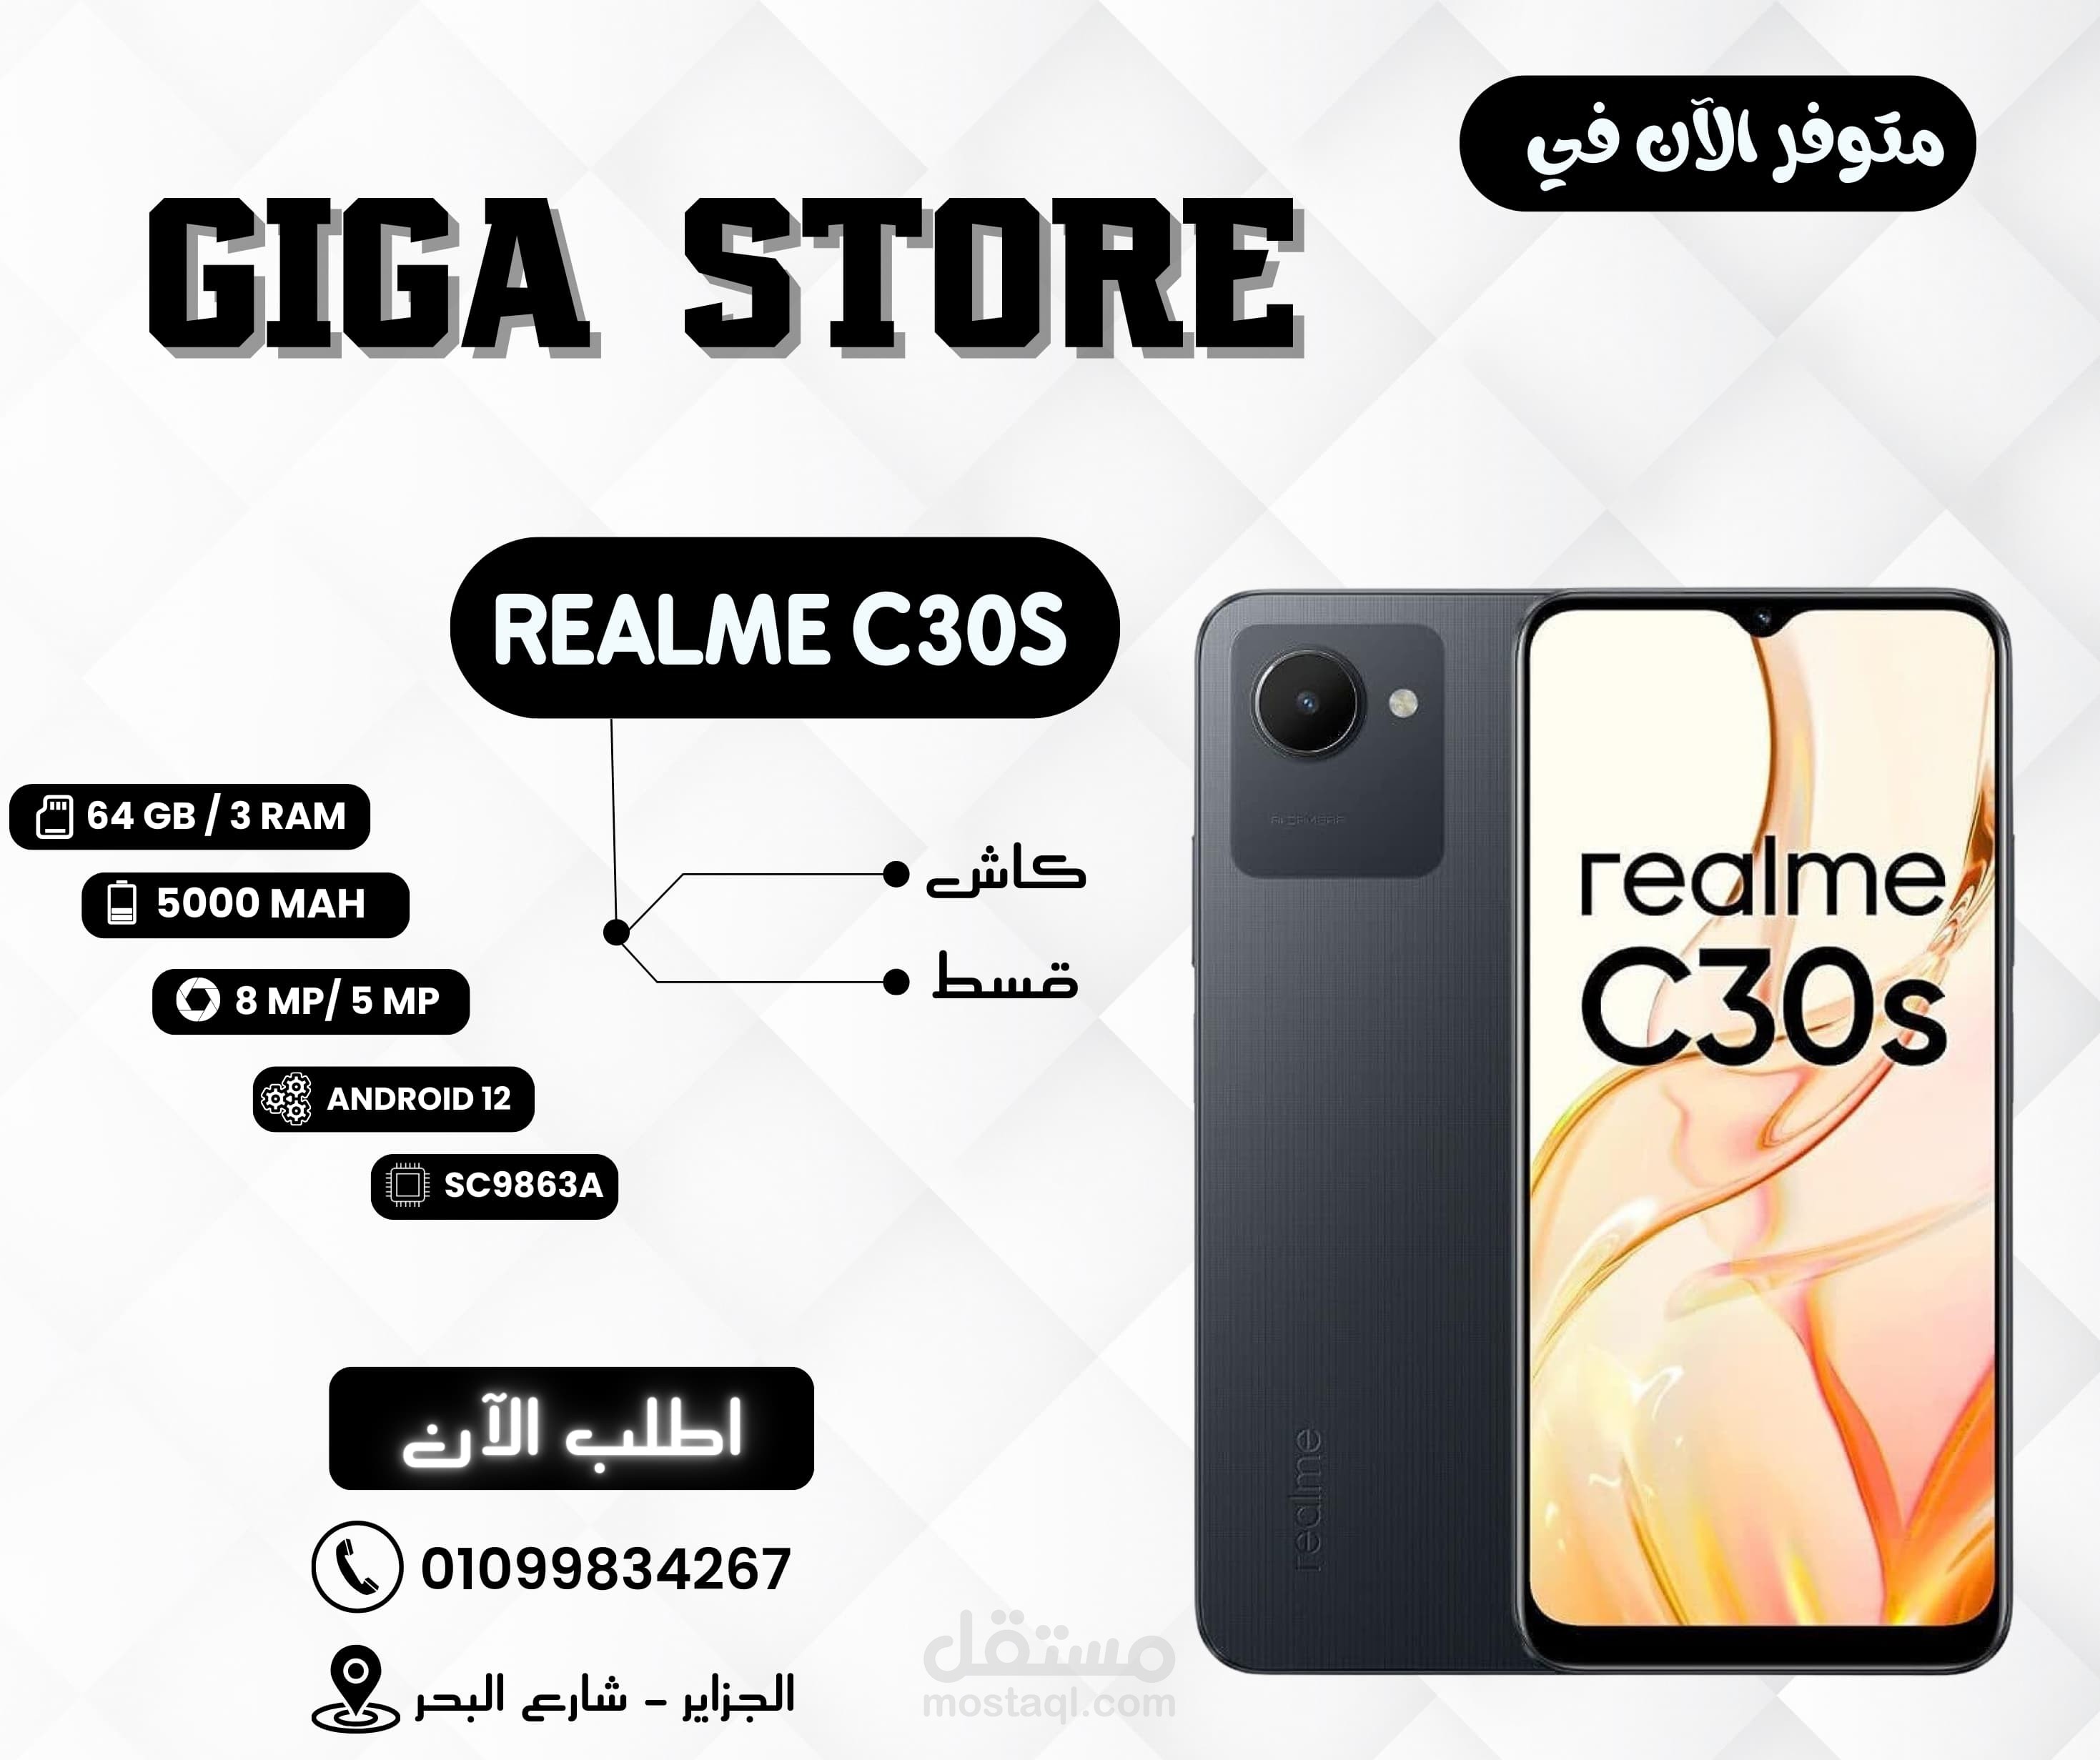 متوفر الآن في
GIGA STORE
REALME C30S
64 GB / 3 RAM
5000 MAH
8 MP/ 5 MP
ANDROID 12
SC9863A
كاش
قسط
realme
C30s
realme
اطلب الآن
01099834267
الجزاير - شارع البحر
مستقل
mostaql.com